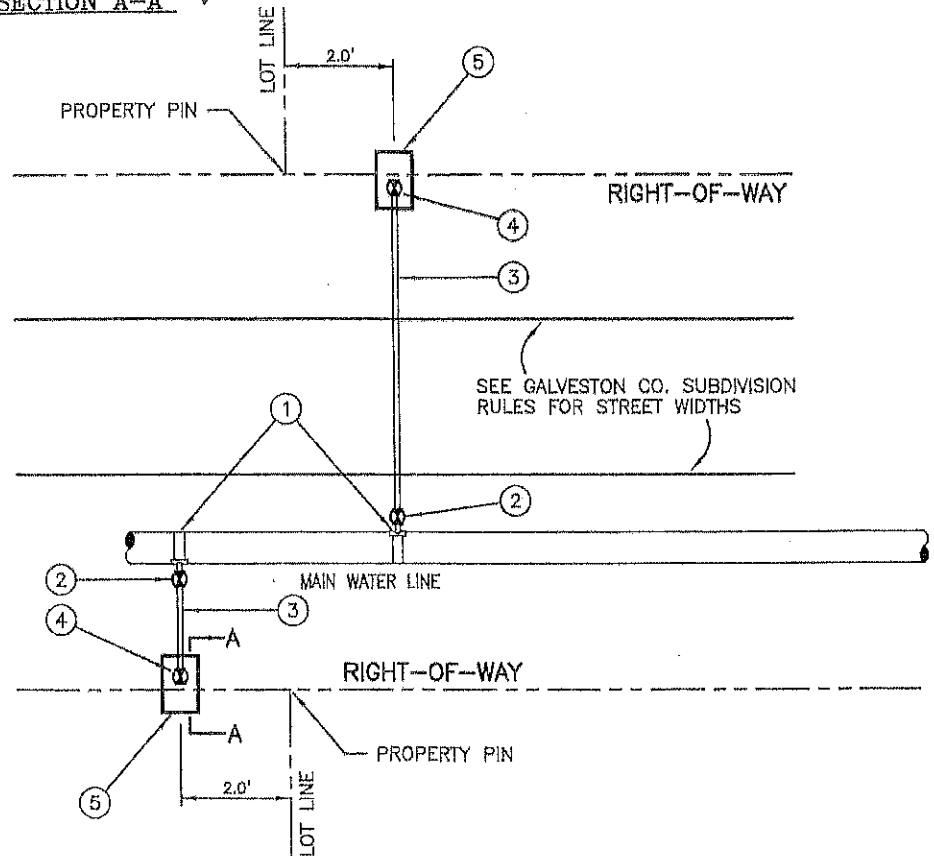 SECTION A-A
LOT LINE
2.0'
5
PROPERTY PIN
RIGHT-OF-WAY
4
3
SEE GALVESTON CO. SUBDIVISION
RULES FOR STREET WIDTHS
1
2
2
MAIN WATER LINE
3
4
A
RIGHT-OF-WAY
A
PROPERTY PIN
2.0'
5
LOT LINE